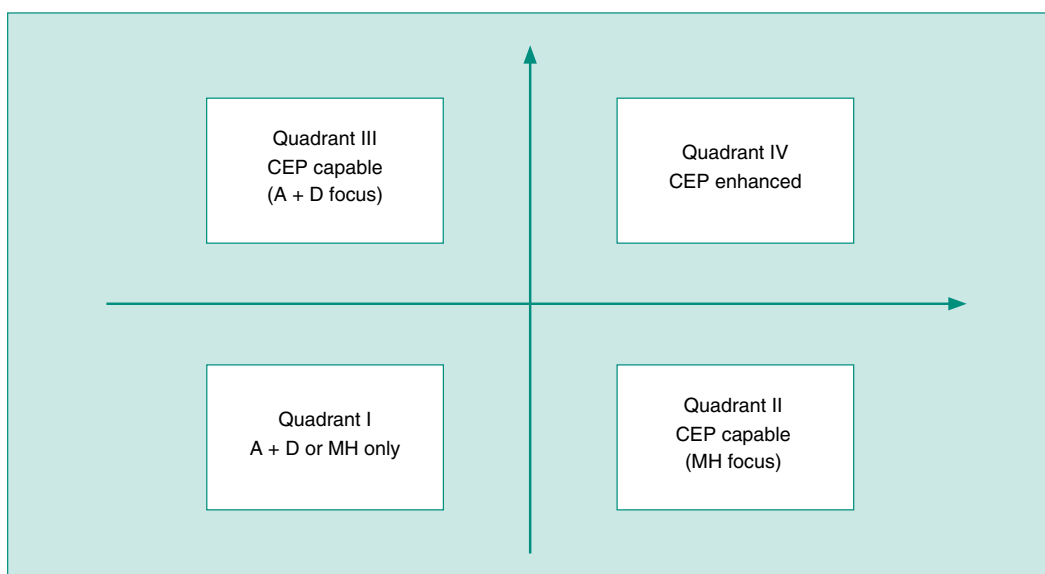 Quadrant III
CEP capable
(A + D focus)
Quadrant IV
CEP enhanced
Quadrant I
A + D or MH only
Quadrant II
CEP capable
(MH focus)